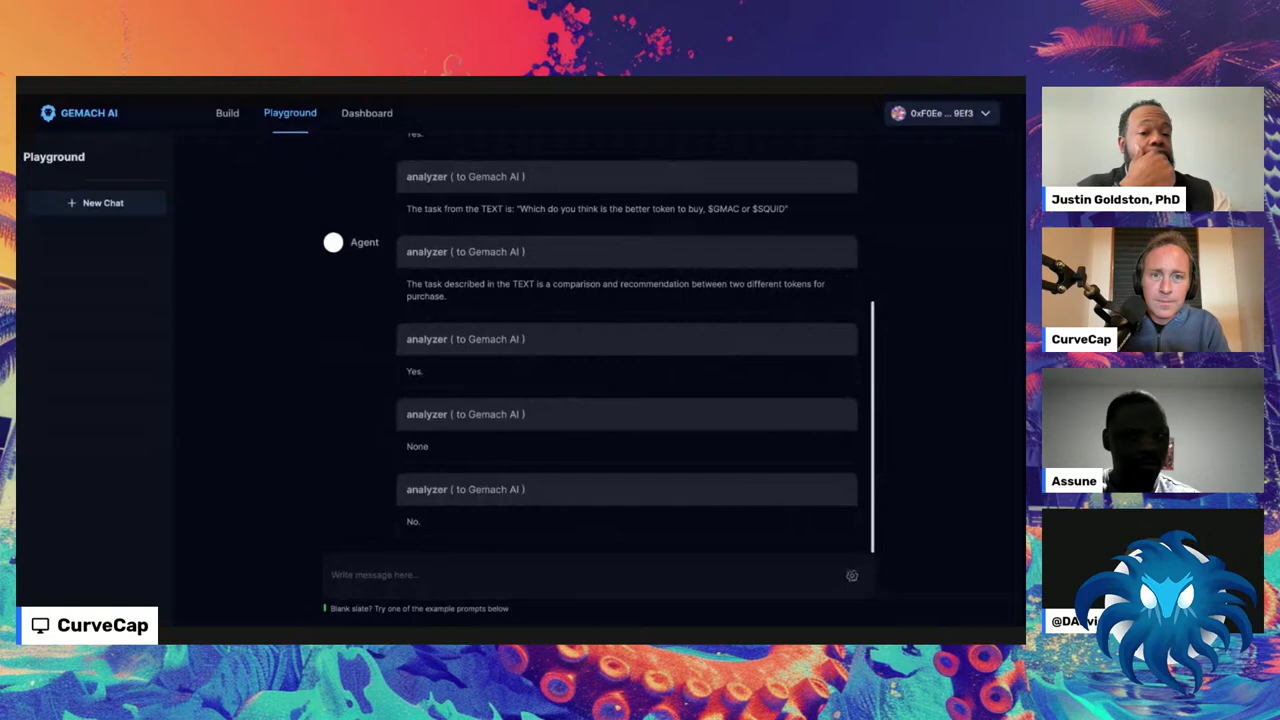 GEMACH AI
Build
Playground
Dashboard
0xF0Ee ... 9Ef3
Playground
+ New Chat
Yes.
analyzer ( to Gemach AI )
The task from the TEXT is: "Which do you think is the better token to buy, $GMAC or $SQUID"
Agent
analyzer ( to Gemach AI )
The task described in the TEXT is a comparison and recommendation between two different tokens for
purchase.
analyzer ( to Gemach AI )
Yes.
analyzer ( to Gemach AI )
None
analyzer ( to Gemach AI )
No.
Write message here...
Blank slate? Try one of the example prompts below
CurveCap
Justin Goldston, PhD
CurveCap
Assune